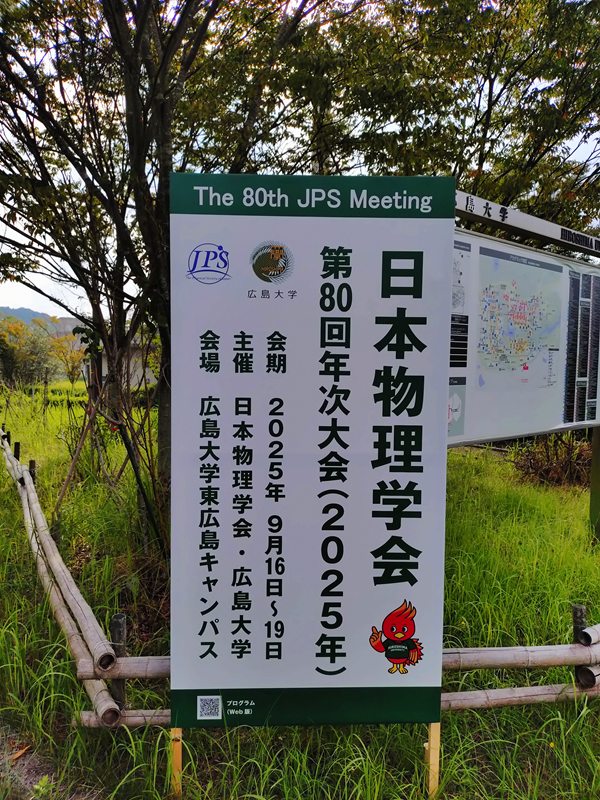 The 80th JPS Meeting
日本物理学会
第80回年次大会(2025年)
JPS
広島大学
会期 2025年 9月16日~19日
主催 日本物理学会・広島大学
会場 広島大学東広島キャンパス
プログラム
(Web版)
島大学